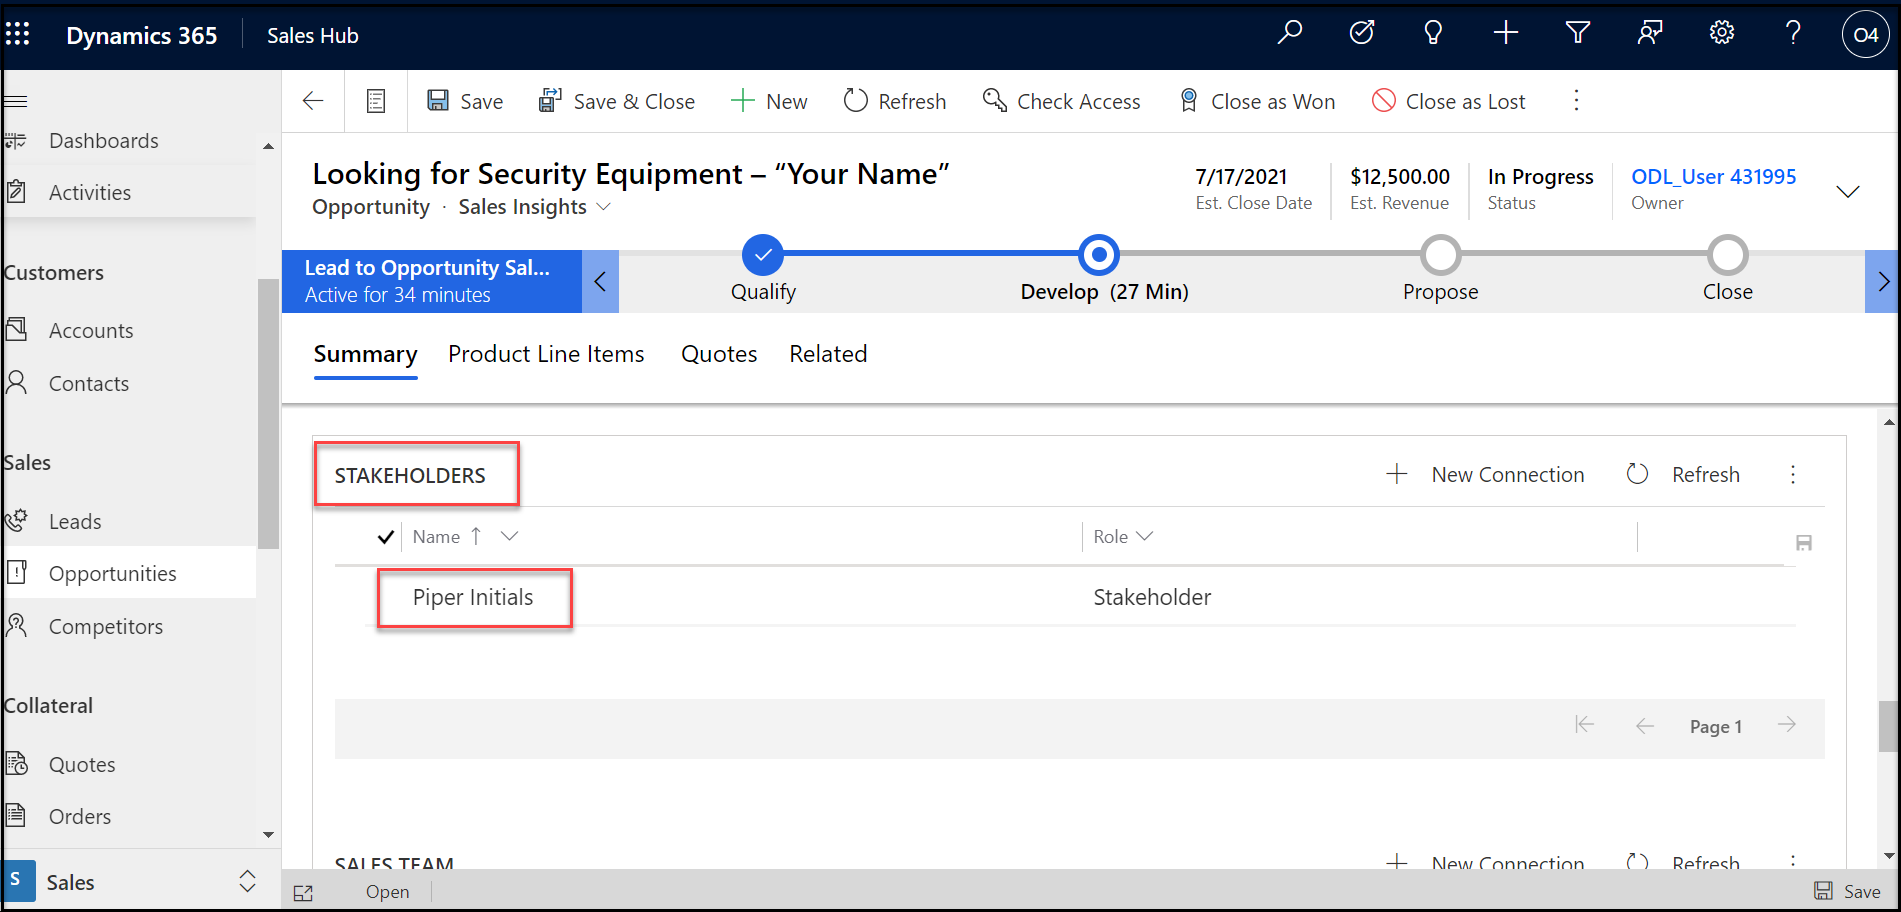 Dynamics 365
Sales Hub
O4
Save
Save & Close
New
Refresh
Check Access
Close as Won
Close as Lost
Dashboards
Activities
Customers
Accounts
Contacts
Sales
Leads
Opportunities
Competitors
Collateral
Quotes
Orders
S
Sales
Looking for Security Equipment – “Your Name”
Opportunity · Sales Insights
7/17/2021
Est. Close Date
$12,500.00
Est. Revenue
In Progress
Status
ODL_User 431995
Owner
Lead to Opportunity Sal...
Active for 34 minutes
Qualify
Develop (27 Min)
Propose
Close
Summary
Product Line Items
Quotes
Related
STAKEHOLDERS
New Connection
Refresh
Name
Role
Piper Initials
Stakeholder
Page 1
SALES TEAM
New Connection
Refresh
Open
Save